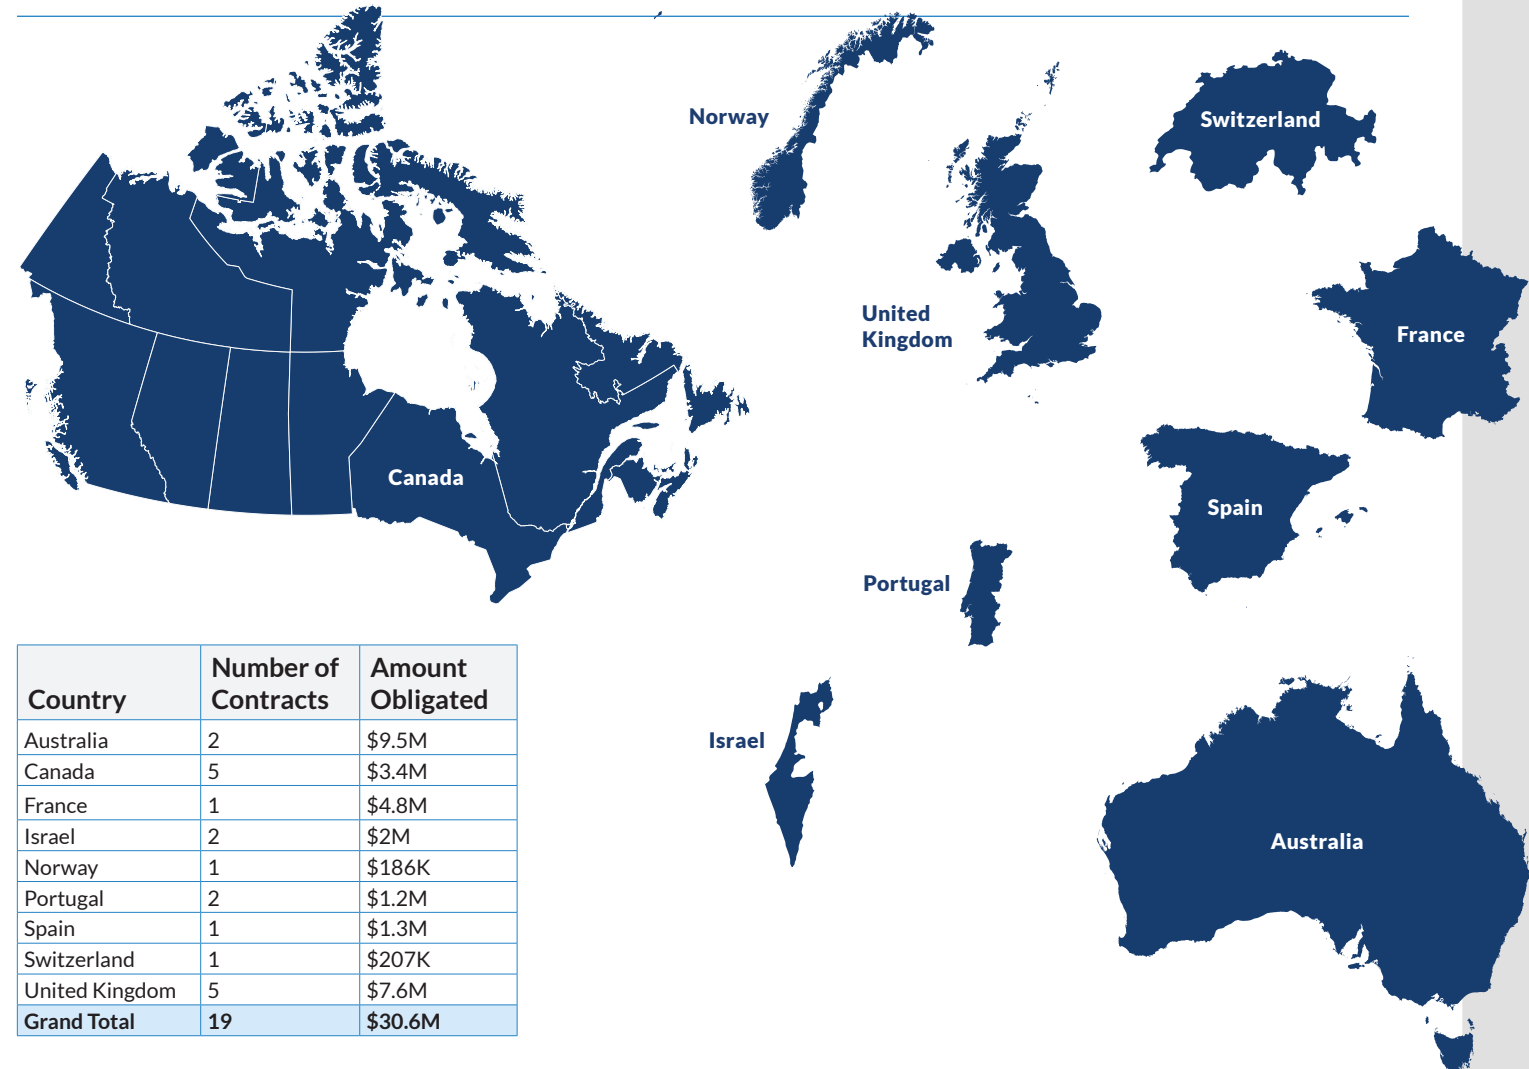 Norway
Switzerland
United
Kingdom
France
Canada
Spain
Portugal
Israel
Australia
Country Number of Contracts Amount Obligated
Australia 2 $9.5M
Canada 5 $3.4M
France 1 $4.8M
Israel 2 $2M
Norway 1 $186K
Portugal 2 $1.2M
Spain 1 $1.3M
Switzerland 1 $207K
United Kingdom 5 $7.6M
Grand Total 19 $30.6M